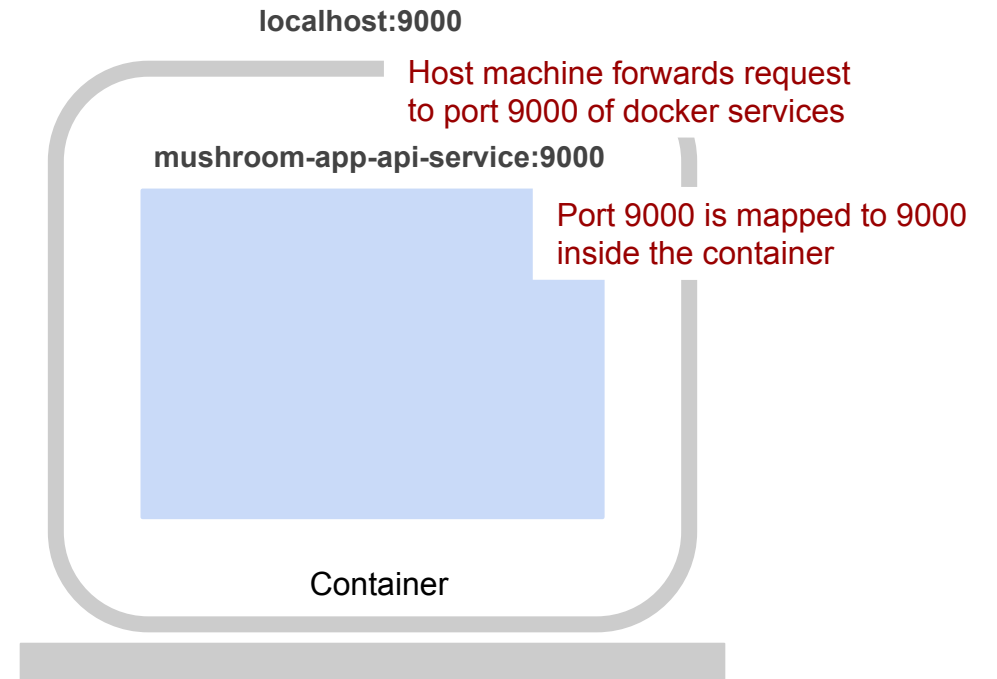 localhost:9000
Host machine forwards request
to port 9000 of docker services
mushroom-app-api-service:9000
Port 9000 is mapped to 9000
inside the container
Container